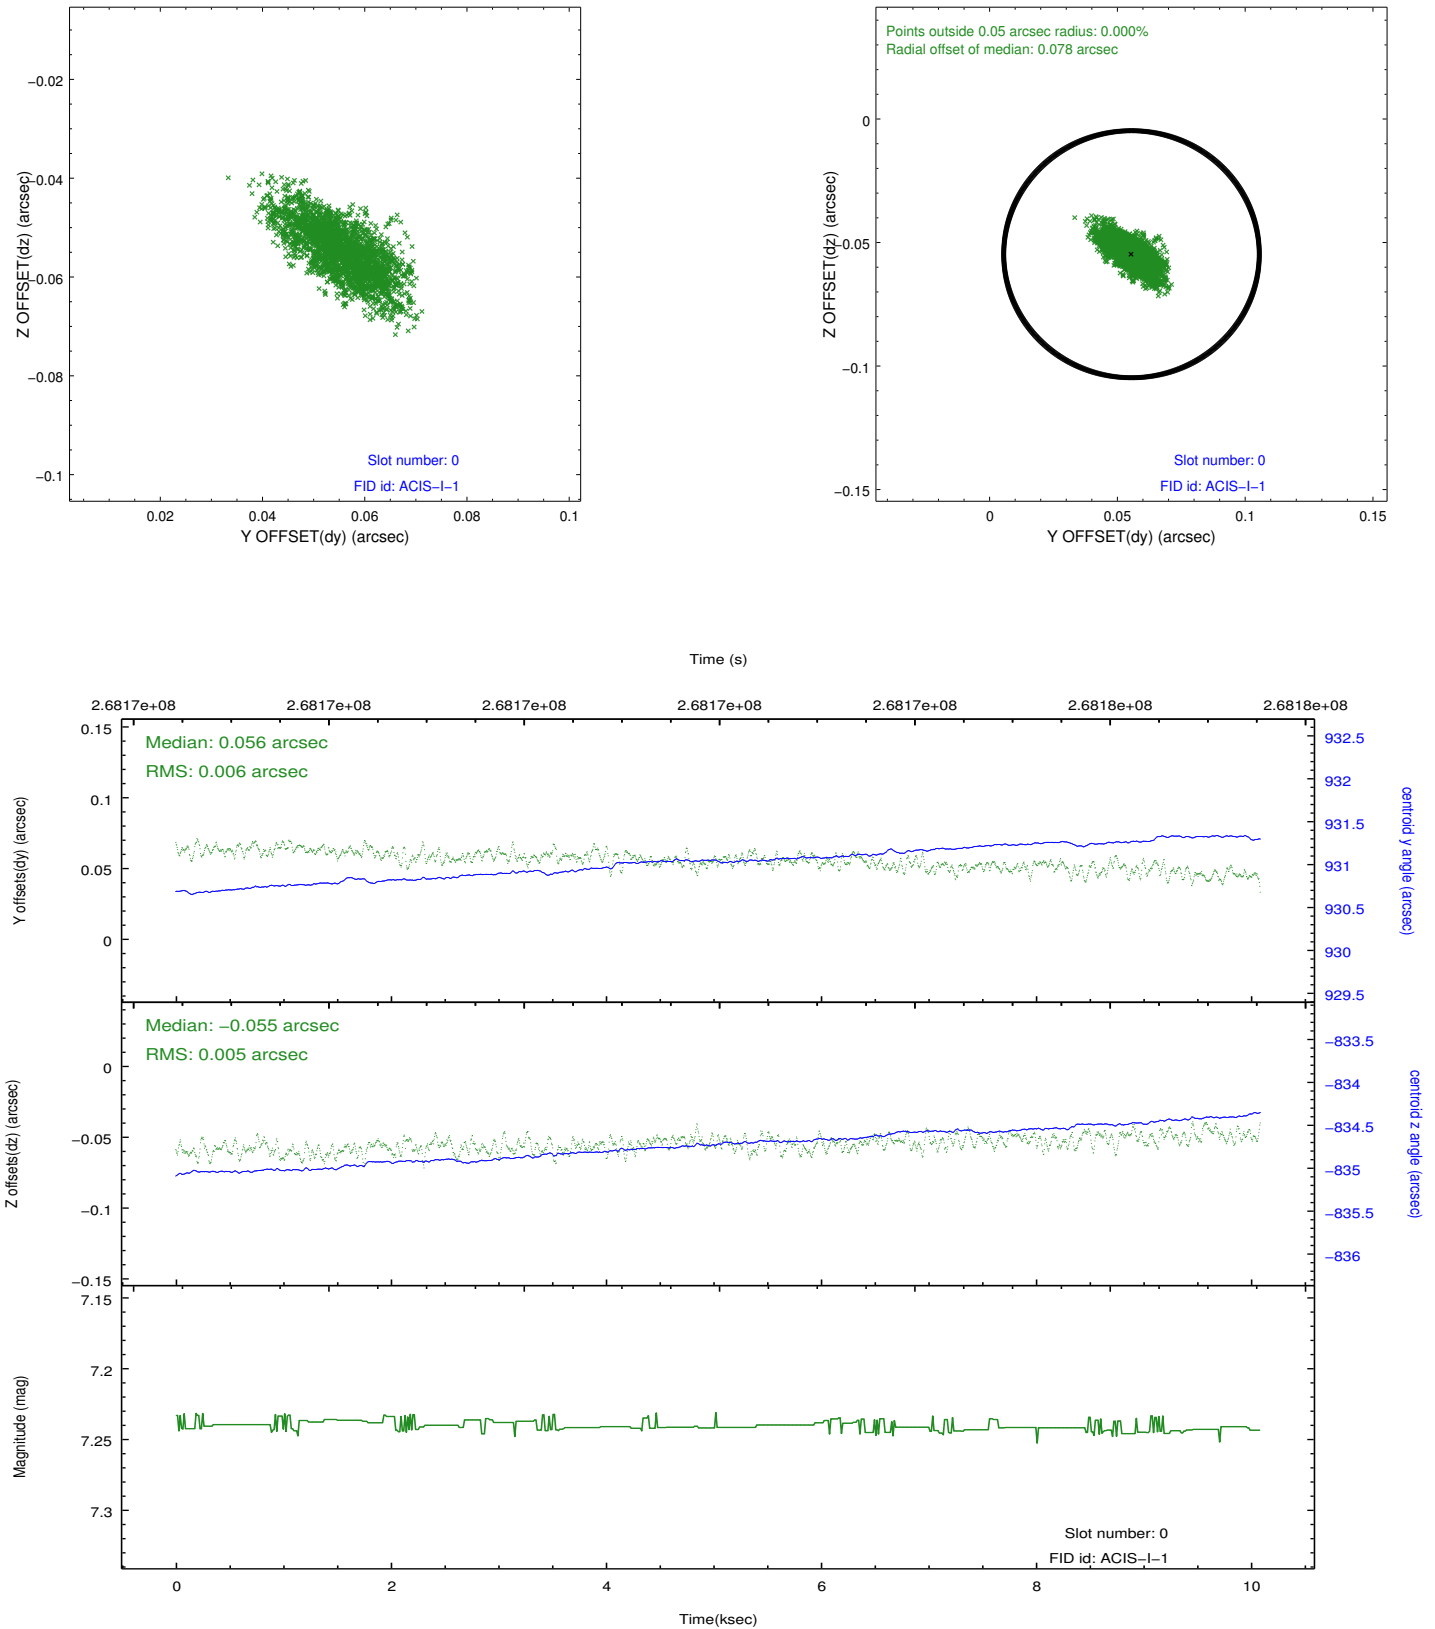 −0.02
−0.04
−0.06
−0.08
−0.1
Z OFFSET(dz) (arcsec)
Slot number: 0
FID id: ACIS−I−1
0.02 0.04 0.06 0.08 0.1
Y OFFSET(dy) (arcsec)
Points outside 0.05 arcsec radius: 0.000%
Radial offset of median: 0.078 arcsec
0
−0.05
−0.1
−0.15
Z OFFSET(dz) (arcsec)
Slot number: 0
FID id: ACIS−I−1
0 0.05 0.1 0.15
Y OFFSET(dy) (arcsec)
Time (s)
2.6817e+08 2.6817e+08 2.6817e+08 2.6817e+08 2.6817e+08 2.6818e+08 2.6818e+08
Median: 0.056 arcsec
RMS: 0.006 arcsec
0.15
0.1
0.05
0
Y offsets(dy) (arcsec)
932.5
932
931.5
931
930.5
930
929.5
centroid y angle (arcsec)
Median: −0.055 arcsec
RMS: 0.005 arcsec
0
−0.05
−0.1
−0.15
Z offsets(dz) (arcsec)
−833.5
−834
−834.5
−835
−835.5
−836
centroid z angle (arcsec)
7.15
7.2
7.25
7.3
Magnitude (mag)
Slot number: 0
FID id: ACIS−I−1
0 2 4 6 8 10
Time(ksec)